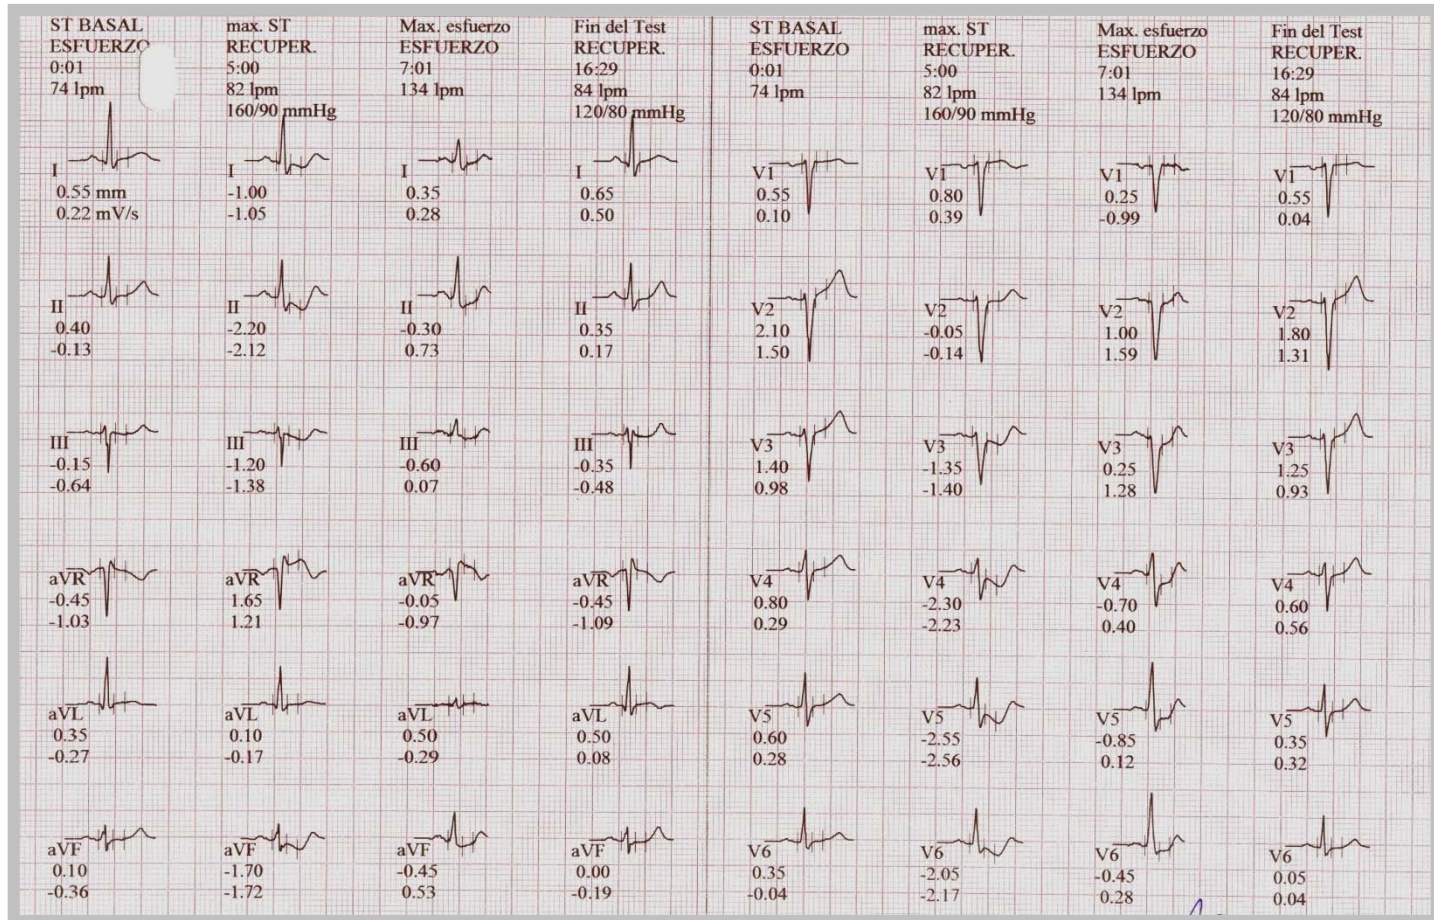 ST BASAL
ESFUERZO
0:01
74 lpm
max. ST
RECUPER.
5:00
82 lpm
160/90 mmHg
Max. esfuerzo
ESFUERZO
7:01
134 lpm
Fin del Test
RECUPER.
16:29
84 lpm
120/80 mmHg
ST BASAL
ESFUERZO
0:01
74 lpm
max. ST
RECUPER.
5:00
82 lpm
160/90 mmHg
Max. esfuerzo
ESFUERZO
7:01
134 lpm
Fin del Test
RECUPER.
16:29
84 lpm
120/80 mmHg
I I I I V1 V1 V1 V1
0.55 mm -1.00 0.35 0.65 0.55 0.80 0.25 0.55
0.22 mV/s -1.05 0.28 0.50 0.10 0.39 -0.99 0.04
II II II II V2 V2 V2 V2
0.40 -2.20 -0.30 0.35 2.10 -0.05 1.00 1.80
-0.13 -2.12 0.73 0.17 1.50 -0.14 1.59 1.31
III III III III V3 V3 V3 V3
-0.15 -1.20 -0.60 -0.35 1.40 -1.35 0.25 1.25
-0.64 -1.38 0.07 -0.48 0.98 -1.40 1.28 0.93
aVR aVR aVR aVR V4 V4 V4 V4
-0.45 1.65 -0.05 -0.45 0.80 -2.30 -0.70 0.60
-1.03 1.21 -0.97 -1.09 0.29 -2.23 0.40 0.56
aVL aVL aVL aVL V5 V5 V5 V5
0.35 0.10 0.50 0.50 0.60 -2.55 -0.85 0.35
-0.27 -0.17 -0.29 0.08 0.28 -2.56 0.12 0.32
aVF aVF aVF aVF V6 V6 V6 V6
0.10 -1.70 -0.45 0.00 0.35 -2.05 -0.45 0.05
-0.36 -1.72 0.53 -0.19 -0.04 -2.17 0.28 0.04